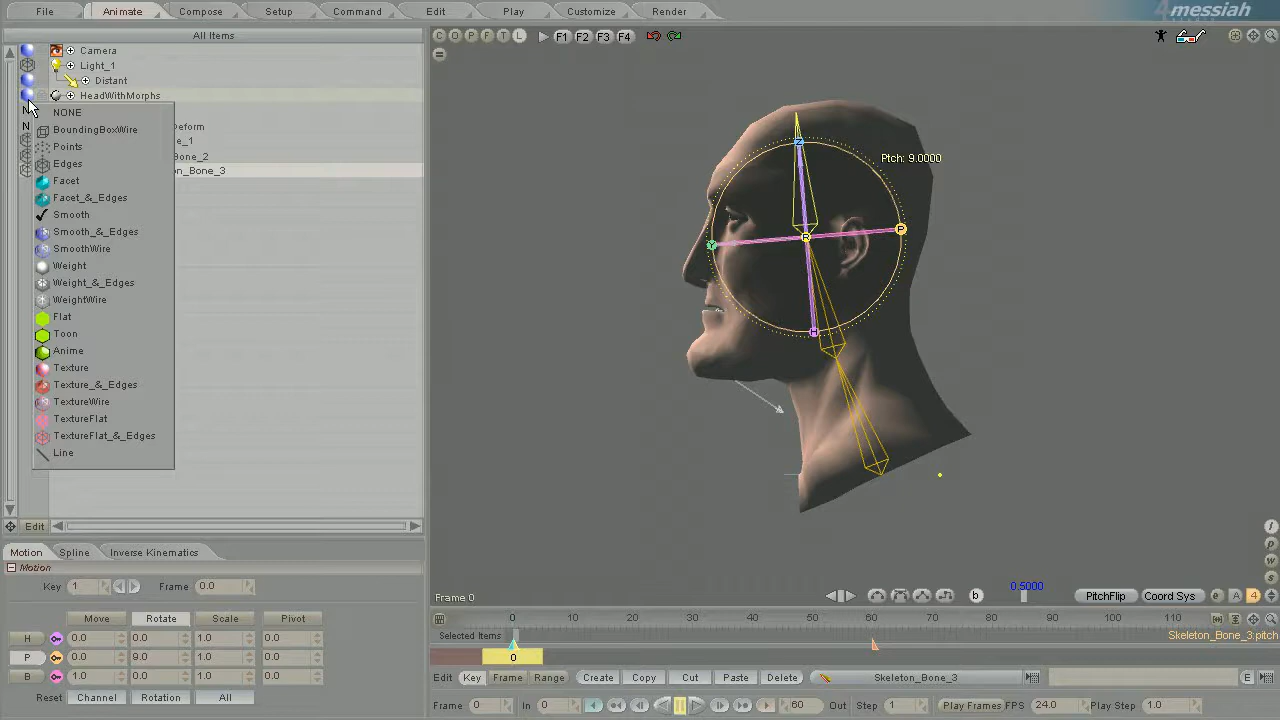 File Animate Compose Setup Command Edit Play Customize Render 4messiah
All Items
C O P F T L F1 F2 F3 F4
Camera
Light_1
Distant
HeadWithMorphs
NONE
BoundingBoxWire
Deform
Points
e_1
Bone_2
Edges
on_Bone_3
Facet
Facet_&_Edges
Smooth
Smooth_&_Edges
SmoothWire
Weight
Weight_&_Edges
WeightWire
Flat
Toon
Anime
Texture
Texture_&_Edges
TextureWire
TextureFlat
TextureFlat_&_Edges
Line
Ptch: 9.0000
Z
R
P
Y
H
Edit
Motion Spline Inverse Kinematics
Motion
Key 1 Frame 0.0
Move Rotate Scale Pivot
H 0.0 0.0 1.0 0.0
P 0.0 9.0 1.0 0.0
B 1.0 0.0 1.0 0.0
Reset Channel Rotation All
Frame 0
b 0.5000 PitchFlip Coord Sys A 4
0 10 20 30 40 50 60 70 80 90 100 110
Selected Items
Skeleton_Bone_3:pitch
0
Edit Key Frame Range Create Copy Cut Paste Delete Skeleton_Bone_3 E
Frame 0 In 0 60 Out Step 1 Play Frames FPS 24.0 Play Step 1.0